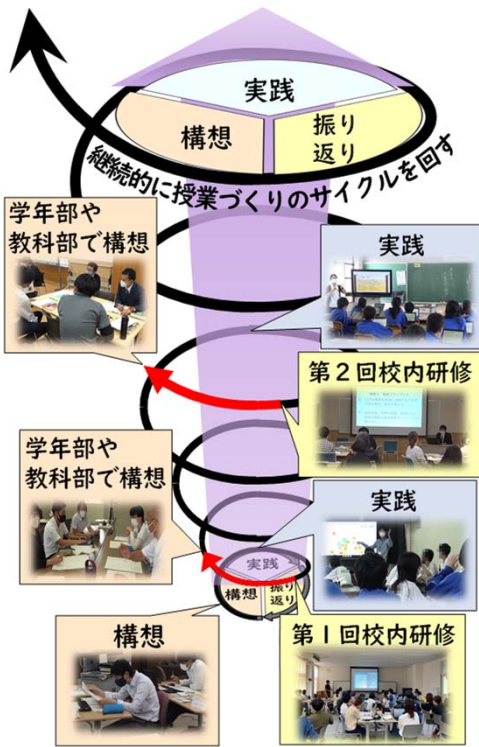 実践
構想
振り
返り
継続的に授業づくりのサイクルを回す
学年部や
教科部で構想
実践
第2回校内研修
学年部や
教科部で構想
実践
実践
構想
振り
返り
構想
第1回校内研修